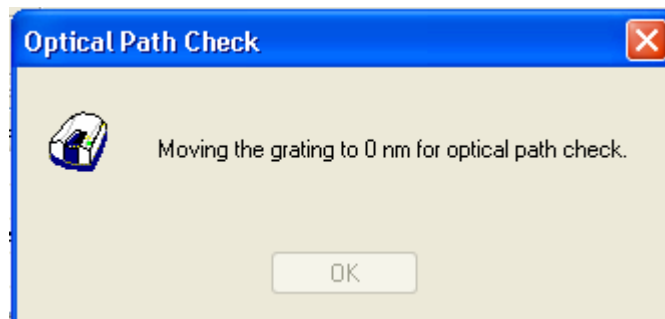 Optical Path Check
Moving the grating to 0 nm for optical path check.
OK